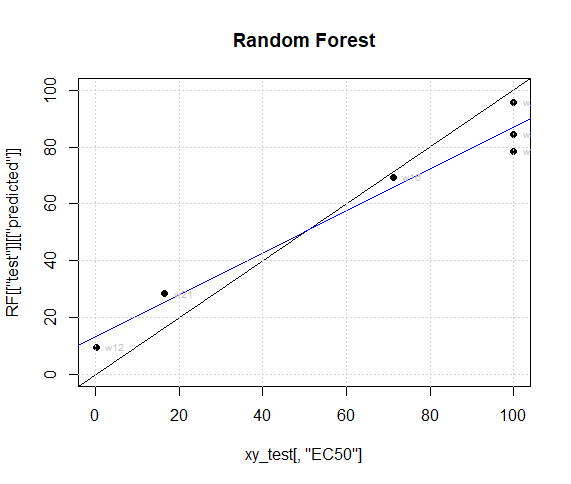 Random Forest
RF[["test"]][["predicted"]]
100
80
60
40
20
0
w
w
w
w21
w12
0 20 40 60 80 100
xy_test[, "EC50"]